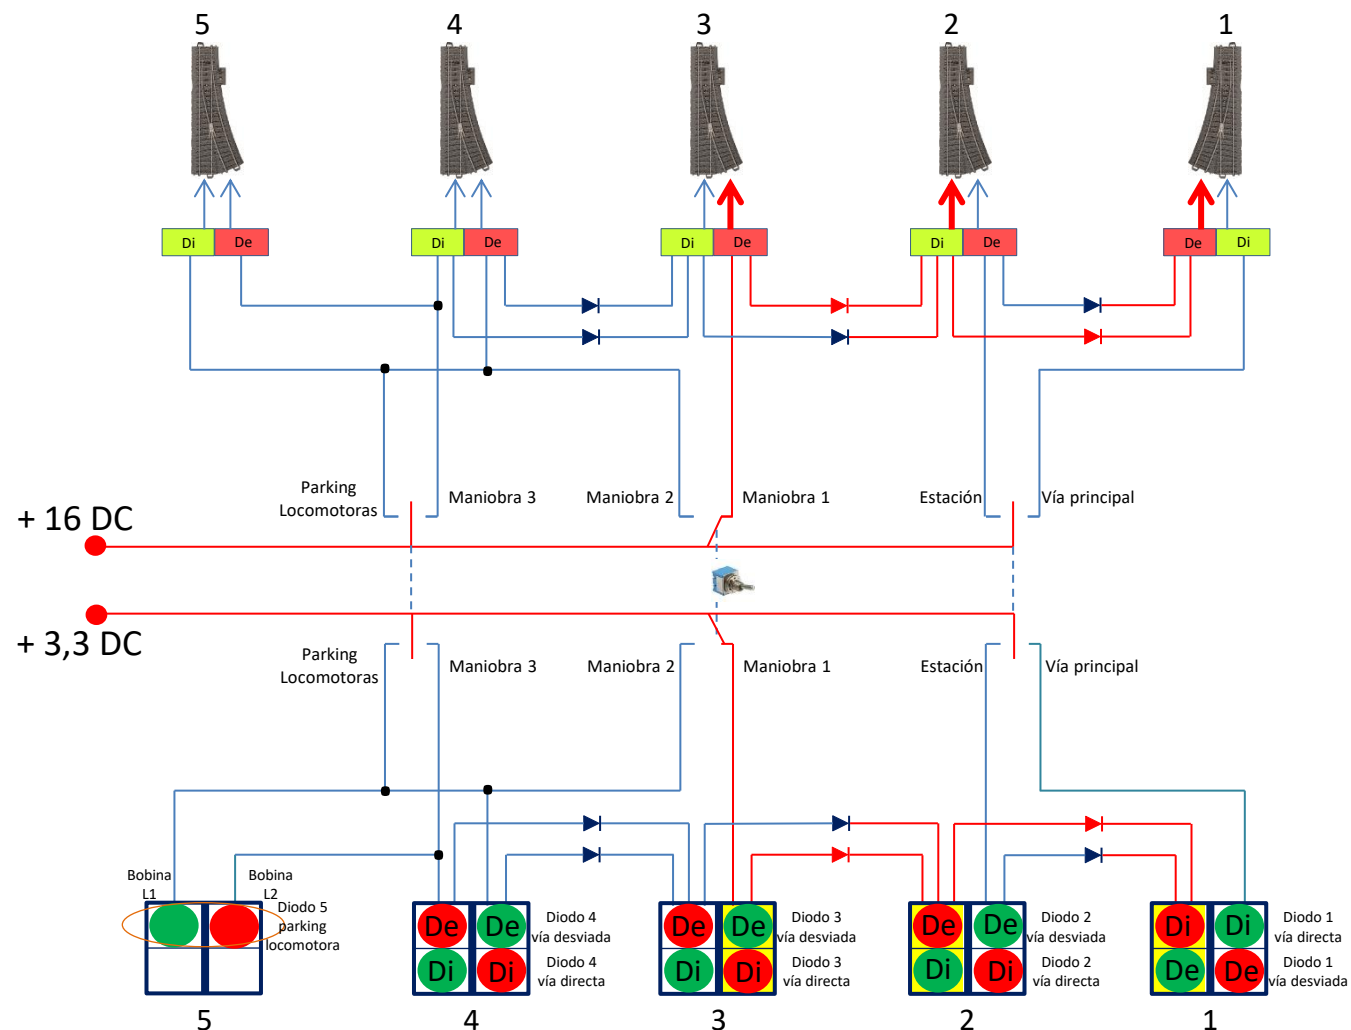 5 4 3 2 1
Di De Di De Di De Di De De Di
Parking
Locomotoras
Maniobra 3
Maniobra 2
Maniobra 1
Estación
Vía principal
+ 16 DC
+ 3,3 DC
Parking
Locomotoras
Maniobra 3
Maniobra 2
Maniobra 1
Estación
Vía principal
Bobina
L1
Bobina
L2
Diodo 5
parking
locomotora
De De
Di Di
Diodo 4
vía desviada
Diodo 4
vía directa
De De
Di Di
Diodo 3
vía desviada
Diodo 3
vía directa
De De
Di Di
Diodo 2
vía desviada
Diodo 2
vía directa
Di Di
De De
Diodo 1
vía directa
Diodo 1
vía desviada
5 4 3 2 1